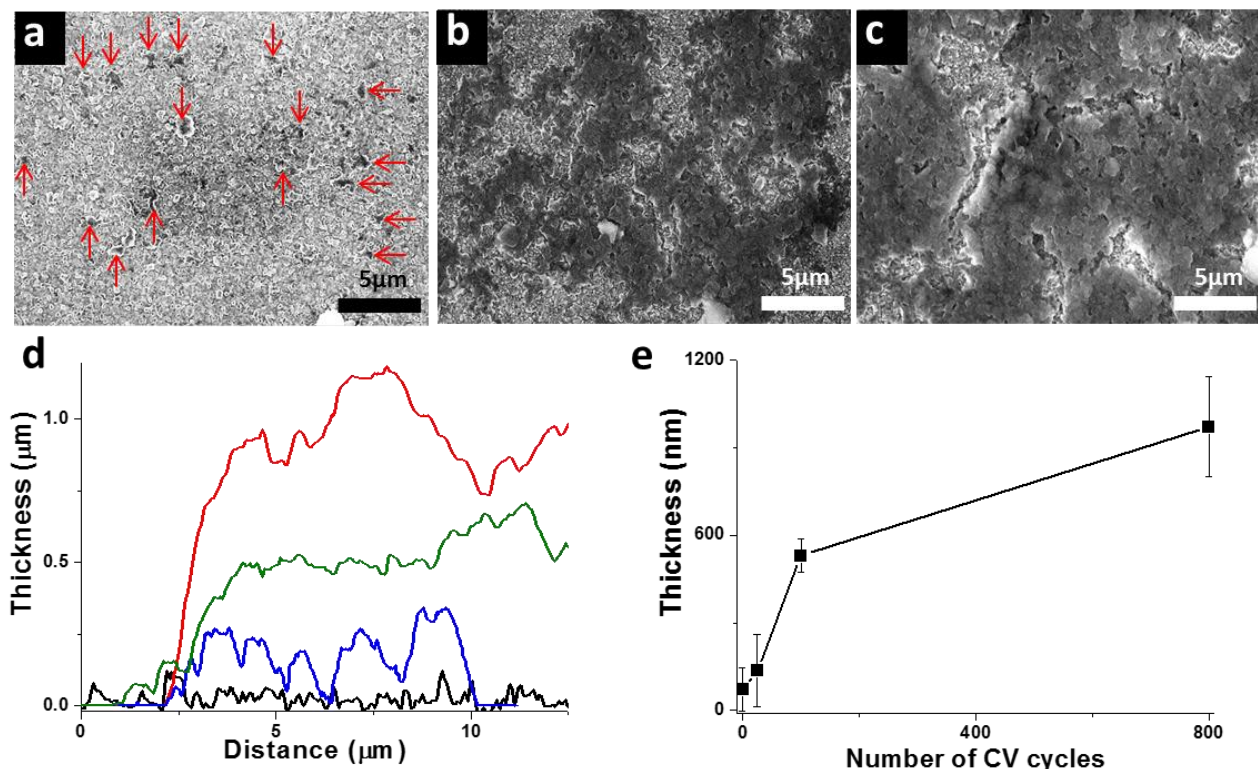 a
b
c
5μm
5μm
5μm
d
e
1.0
0.5
0.0
Thickness (μm)
0
5
10
Distance (μm)
1200
600
0
Thickness (nm)
0
400
800
Number of CV cycles